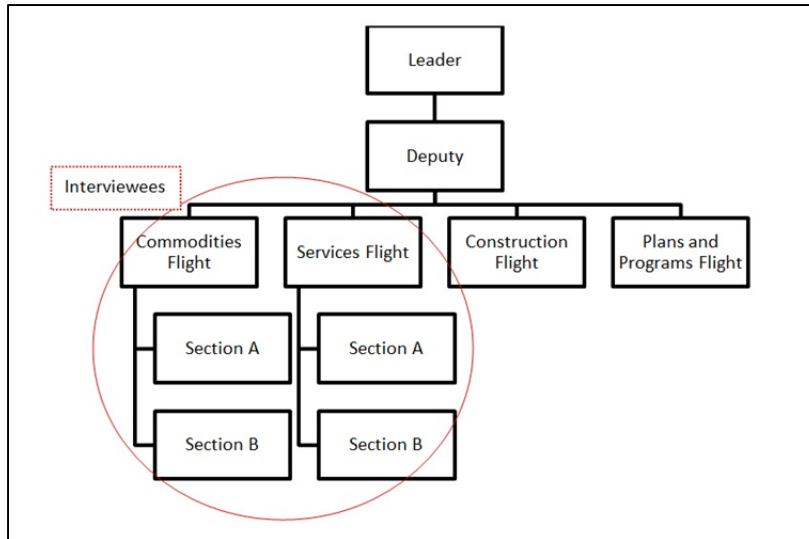 Leader
Deputy
Interviewees
Commodities
Flight
Services Flight
Construction
Flight
Plans and
Programs Flight
Section A
Section A
Section B
Section B